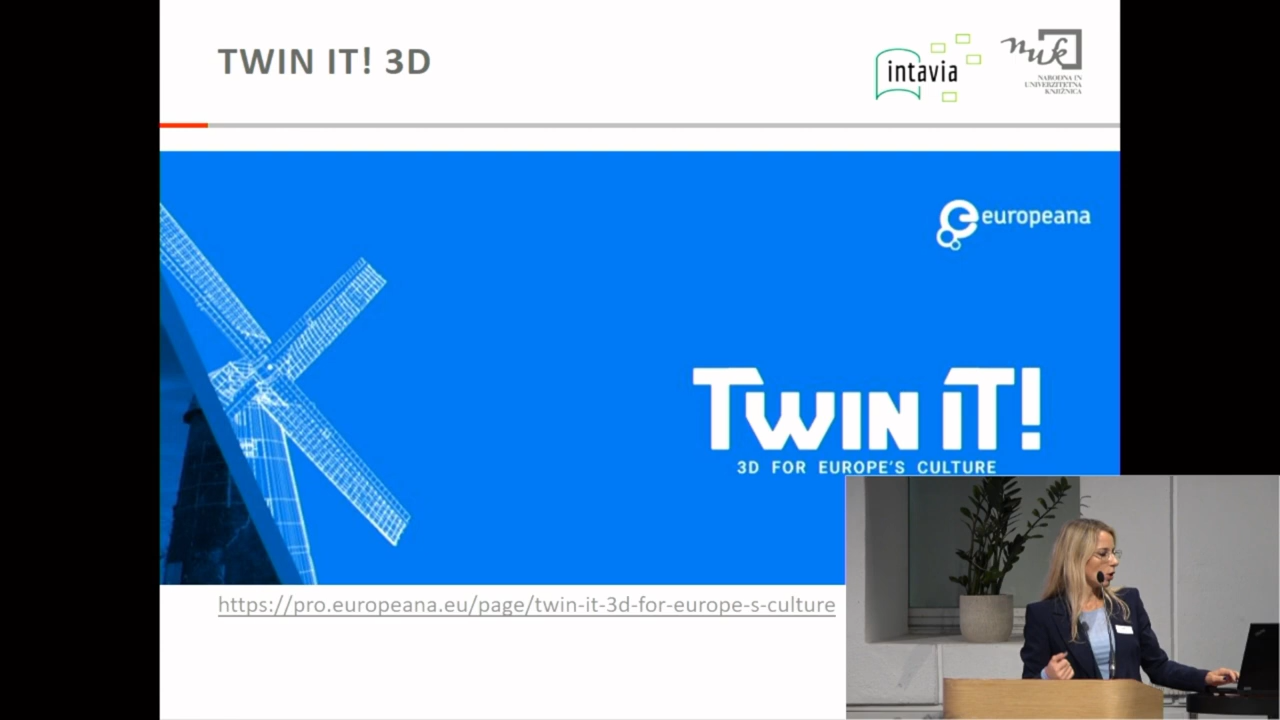 TWIN IT! 3D
intavia
nuk
NARODNA IN
UNIVERZITETNA
KNJIŽNICA
europeana
TWIN IT!
3D FOR EUROPE'S CULTURE
https://pro.europeana.eu/page/twin-it-3d-for-europe-s-culture